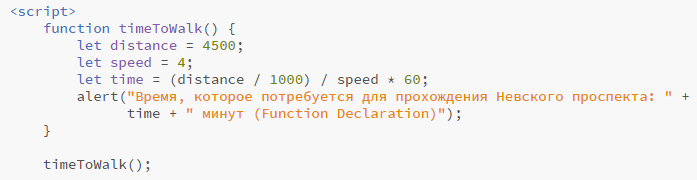 <script>
function timeToWalk() {
let distance = 4500;
let speed = 4;
let time = (distance / 1000) / speed * 60;
alert("Время, которое потребуется для прохождения Невского проспекта: " +
time + " минут (Function Declaration)");
}
timeToWalk();